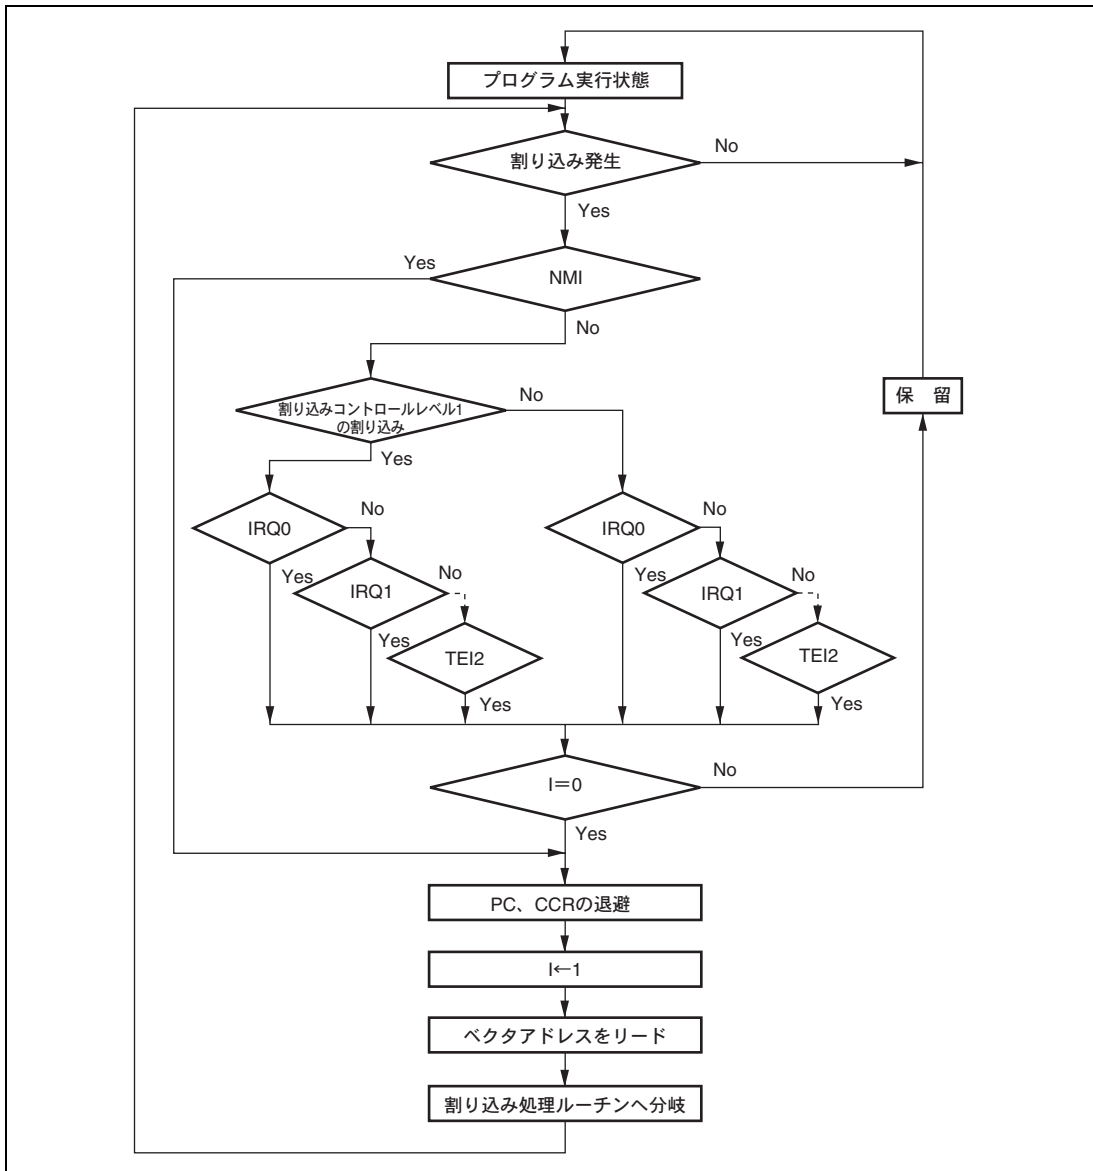 プログラム実行状態
割り込み発生
No
Yes
Yes
NMI
No
割り込みコントロールレベル1
の割り込み
No
保　留
Yes
IRQ0
No
IRQ0
No
Yes
IRQ1
No
Yes
IRQ1
No
Yes
TEI2
Yes
TEI2
Yes
Yes
I＝0
No
Yes
PC、CCRの退避
I←1
ベクタアドレスをリード
割り込み処理ルーチンへ分岐